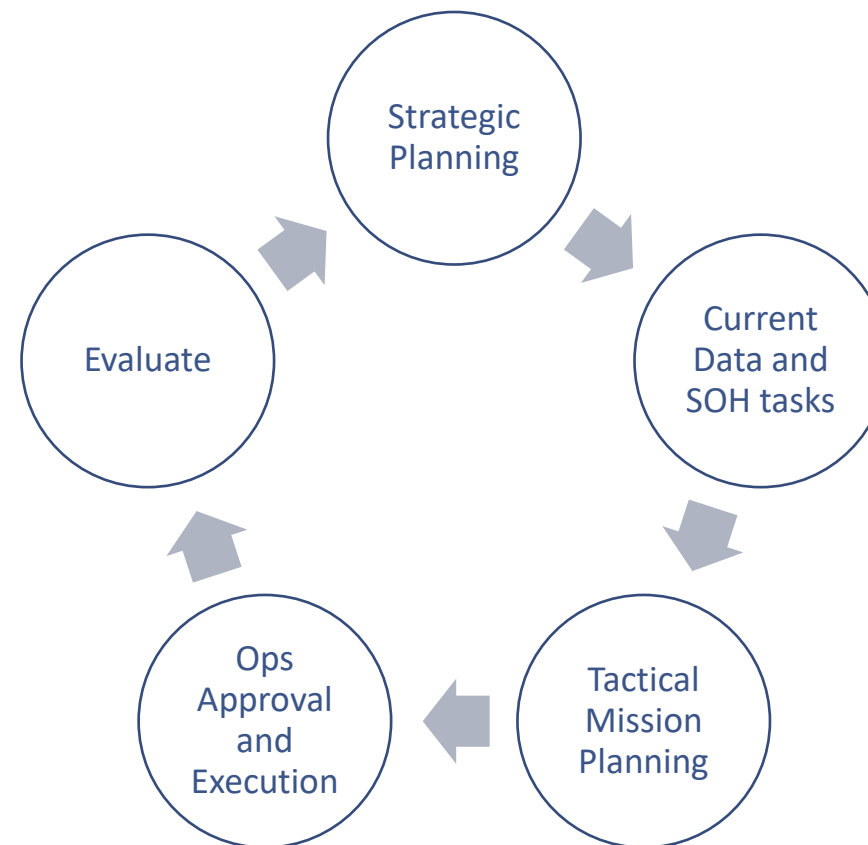 Strategic
Planning
Current
Data and
SOH tasks
Tactical
Mission
Planning
Ops
Approval
and
Execution
Evaluate